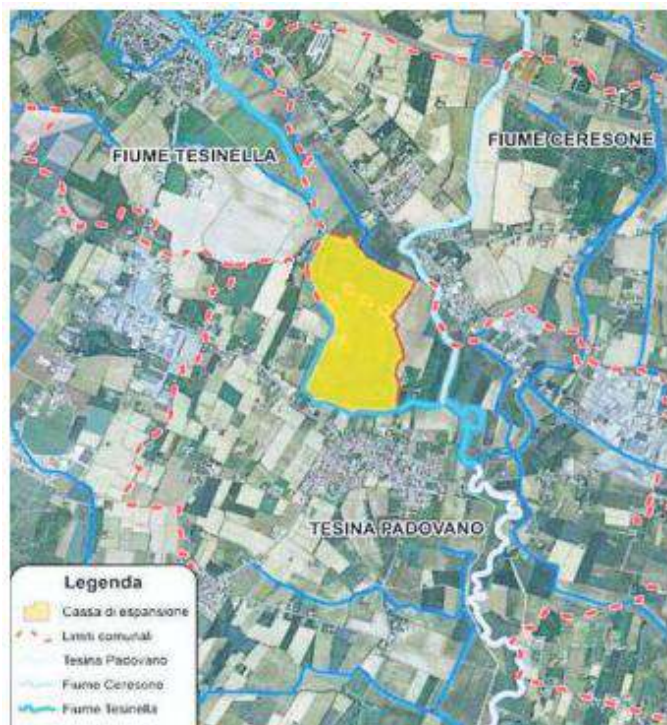 FIUME TESINELLA
FIUME CERESONE
TESINA PADOVANO
Legenda
Cassa di espansione
Limiti comunali
Tesina Padovano
Fiume Ceresone
Fiume Tesinella